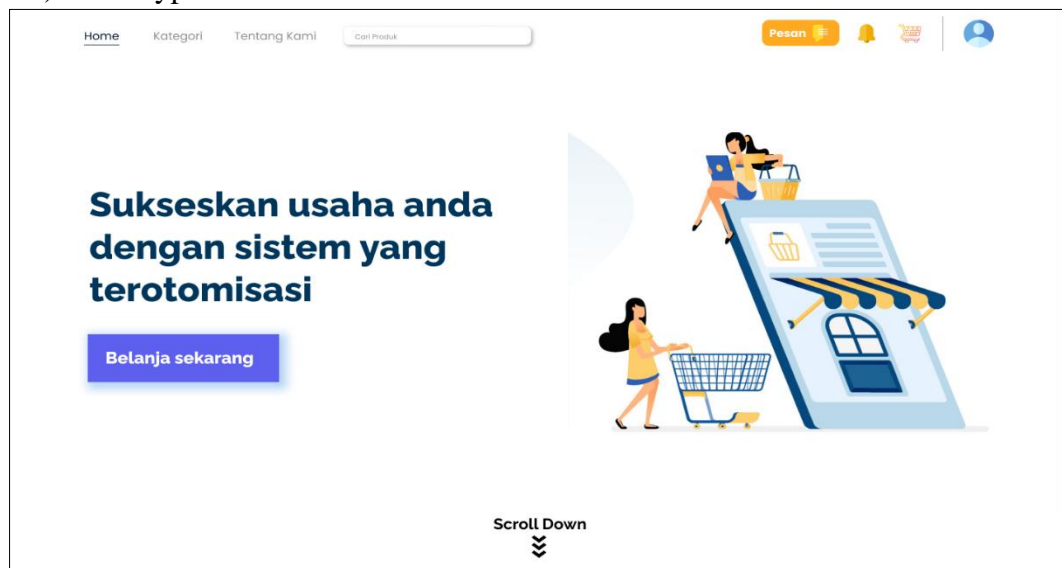 Home Kategori Tentang Kami Cari Produk Pesan
Sukseskan usaha anda
dengan sistem yang
terotomisasi
Belanja sekarang
Scroll Down